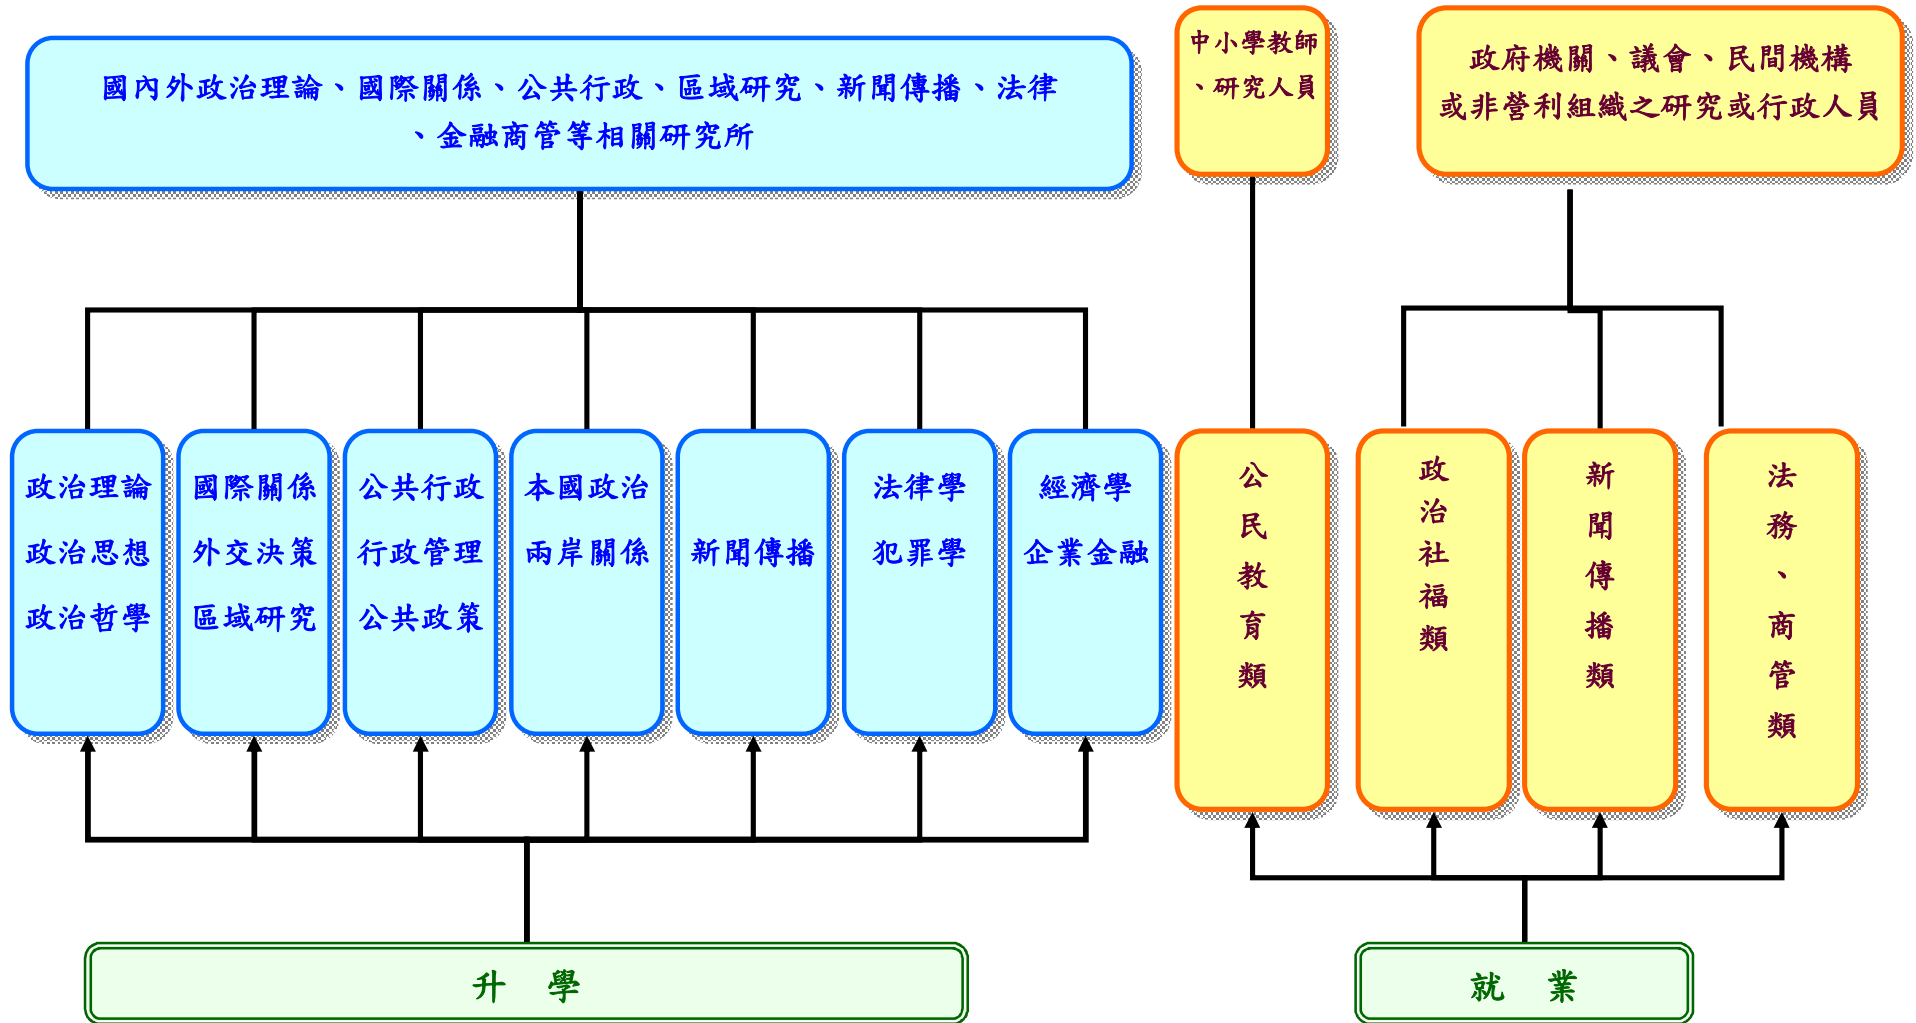 國內外政治理論、國際關係、公共行政、區域研究、新聞傳播、法律
、金融商管等相關研究所
中小學教師
、研究人員
政府機關、議會、民間機構
或非營利組織之研究或行政人員
政治理論
政治思想
政治哲學
國際關係
外交決策
區域研究
公共行政
行政管理
公共政策
本國政治
兩岸關係
新聞傳播
法律學
犯罪學
經濟學
企業金融
公民教育類
政治社福類
新聞傳播類
法務、商管類
升 學
就 業